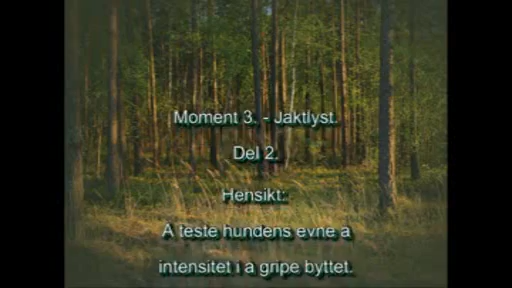 Moment 3. - Jaktlyst.
Del 2.
Hensikt:
A teste hundens evne a
intensitet i a gripe byttet.